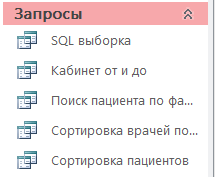 Запросы
SQL выборка
Кабинет от и до
Поиск пациента по фа...
Сортировка врачей по...
Сортировка пациентов